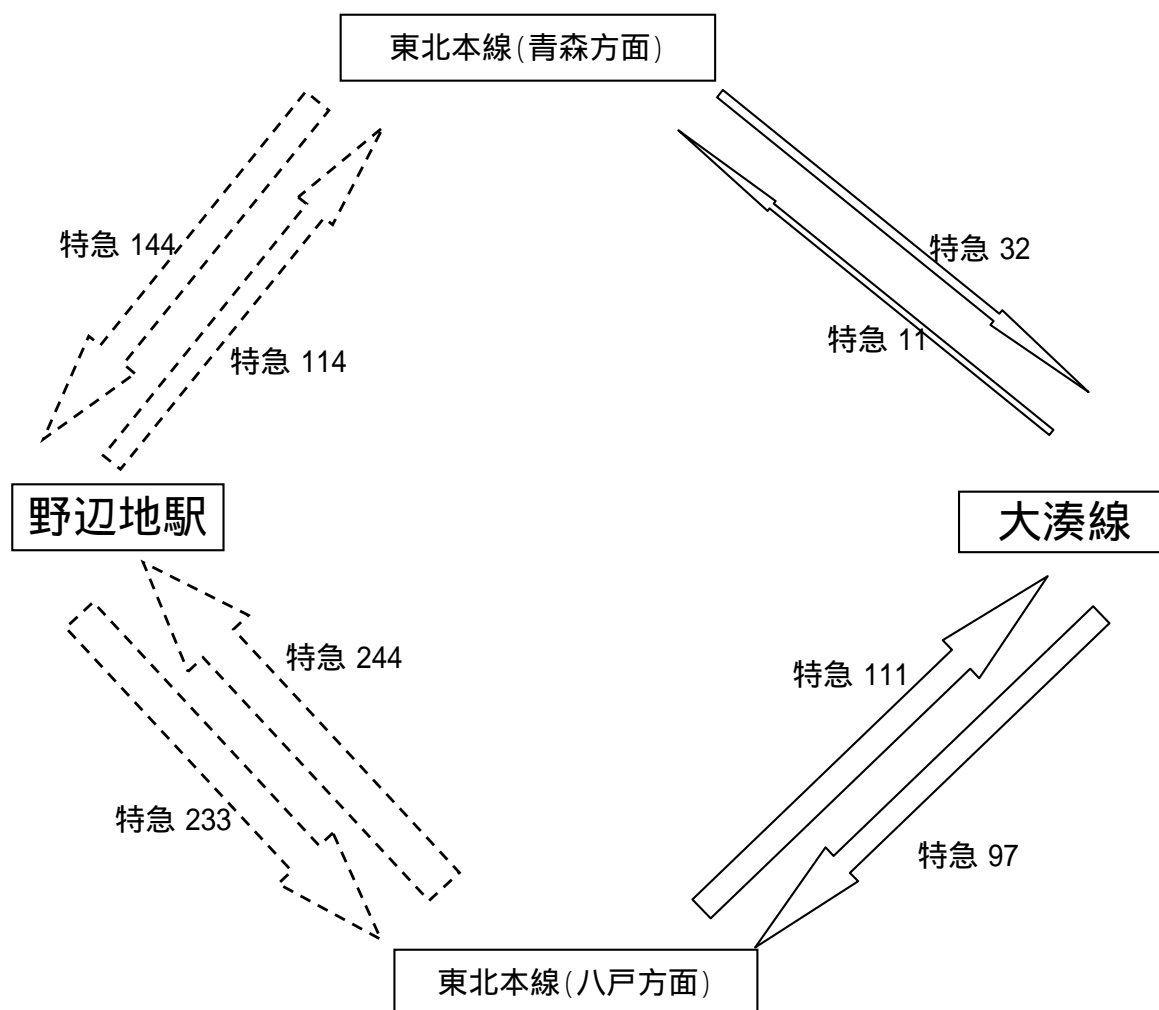 東北本線(青森方面)
特急 144
特急 32
特急 11
特急 114
野辺地駅
大湊線
特急 244
特急 111
特急 233
特急 97
東北本線(八戸方面)